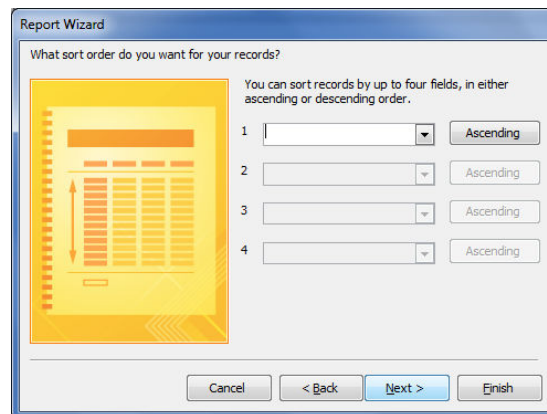 Report Wizard
What sort order do you want for your records?
You can sort records by up to four fields, in either
ascending or descending order.
1 Ascending
2 Ascending
3 Ascending
4 Ascending
Cancel < Back Next > Finish